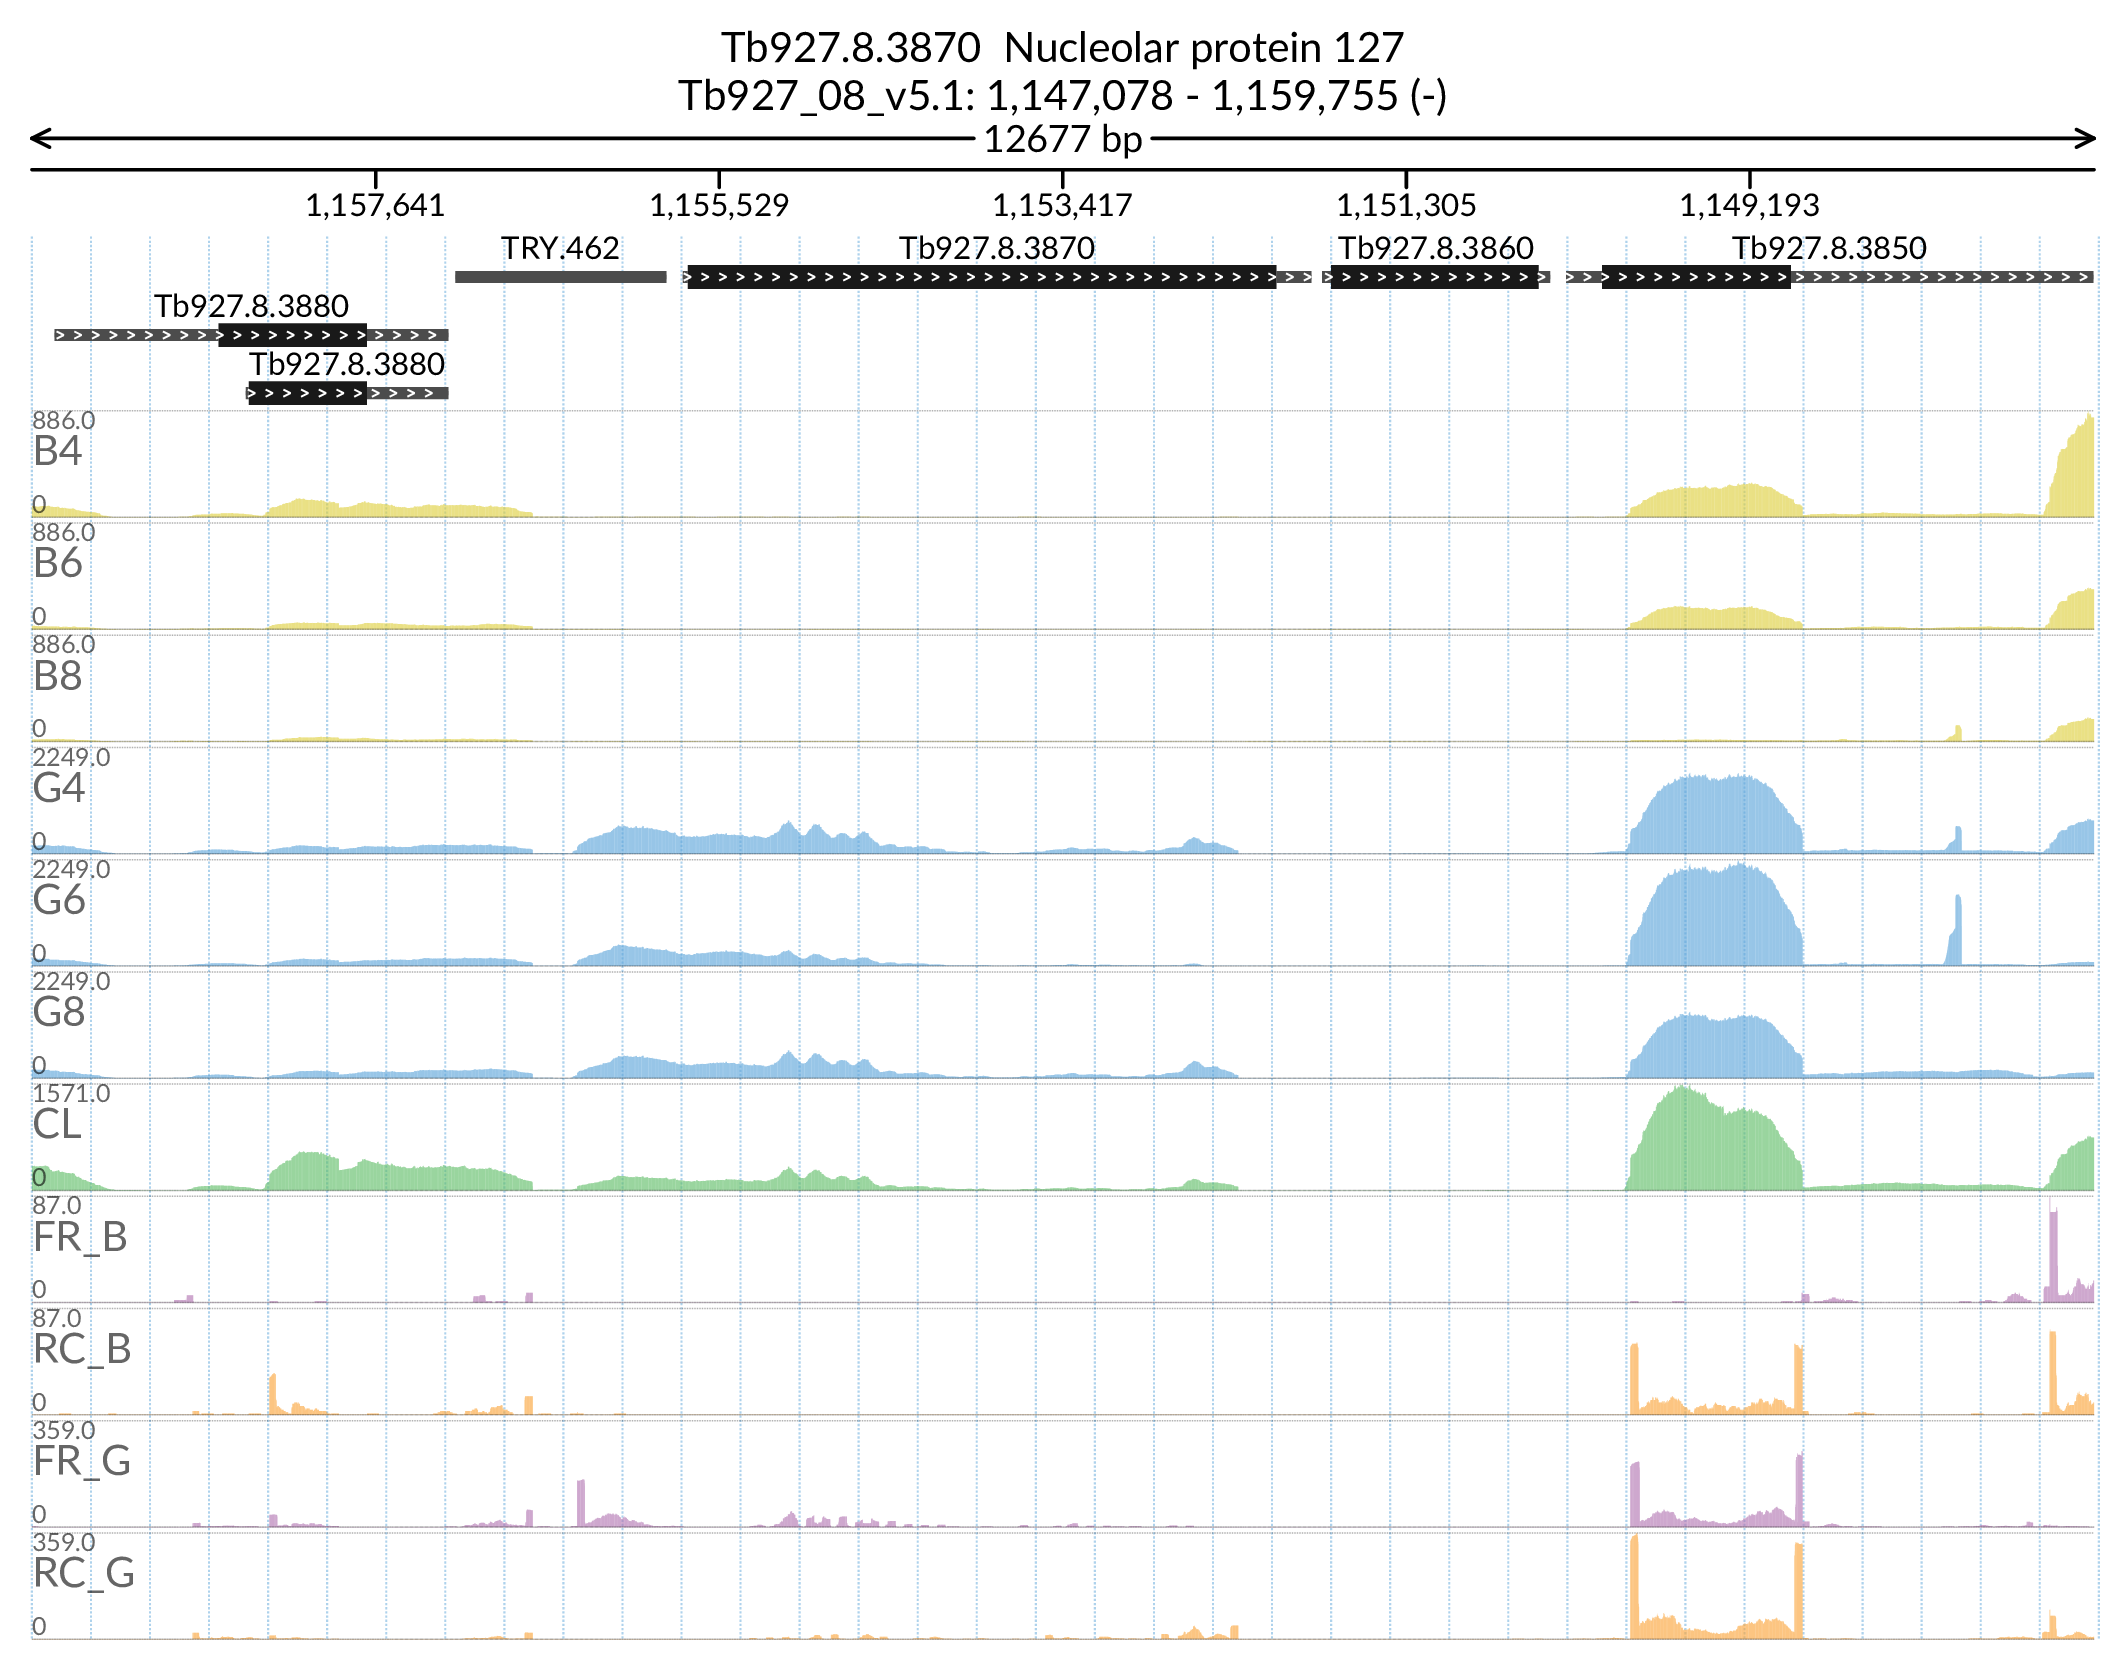 Tb927.8.3870  Nucleolar protein 127
Tb927_08_v5.1: 1,147,078 - 1,159,755 (-)
12677 bp
1,157,641 1,155,529 1,153,417 1,151,305 1,149,193
TRY.462 Tb927.8.3870 Tb927.8.3860 Tb927.8.3850
Tb927.8.3880
Tb927.8.3880
886.0
B4
0
886.0
B6
0
886.0
B8
0
2249.0
G4
0
2249.0
G6
0
2249.0
G8
0
1571.0
CL
0
87.0
FR_B
0
87.0
RC_B
0
359.0
FR_G
0
359.0
RC_G
0